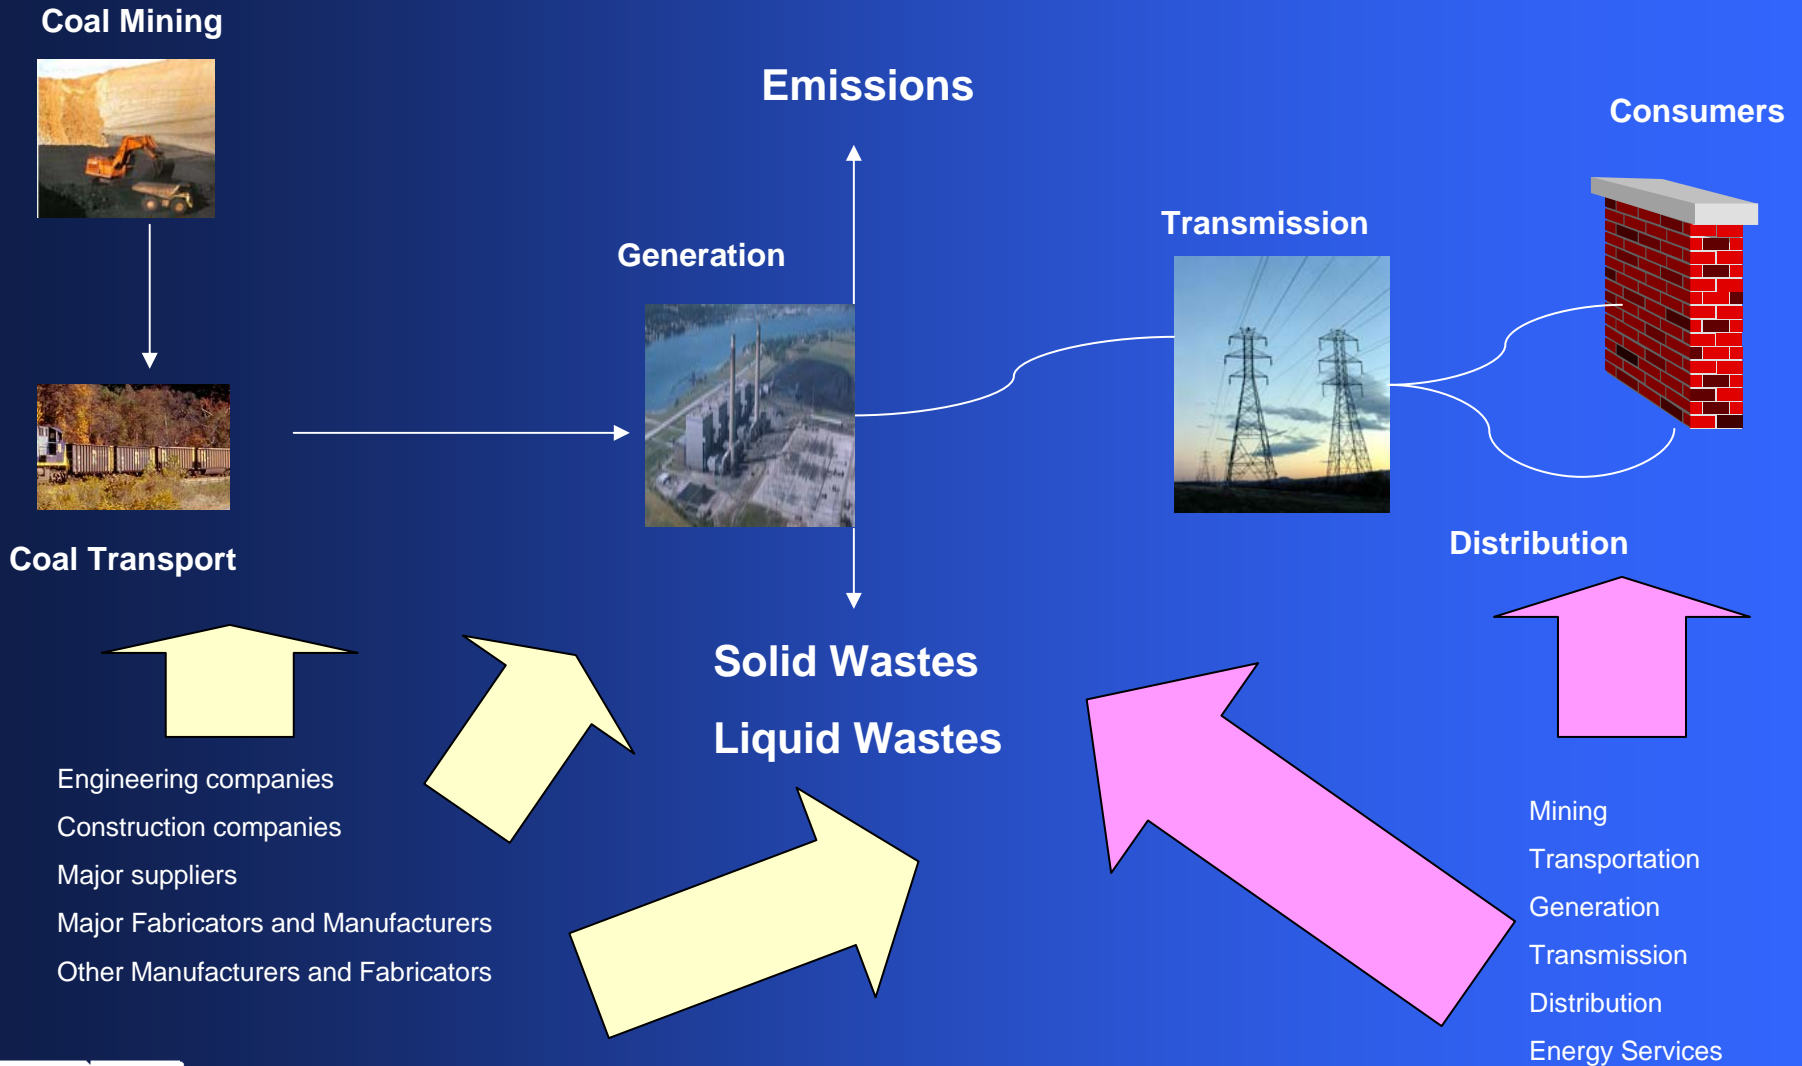 Coal Mining
Emissions
Consumers
Transmission
Generation
Distribution
Coal Transport
Solid Wastes
Liquid Wastes
Engineering companies
Construction companies
Major suppliers
Major Fabricators and Manufacturers
Other Manufacturers and Fabricators
Mining
Transportation
Generation
Transmission
Distribution
Energy Services